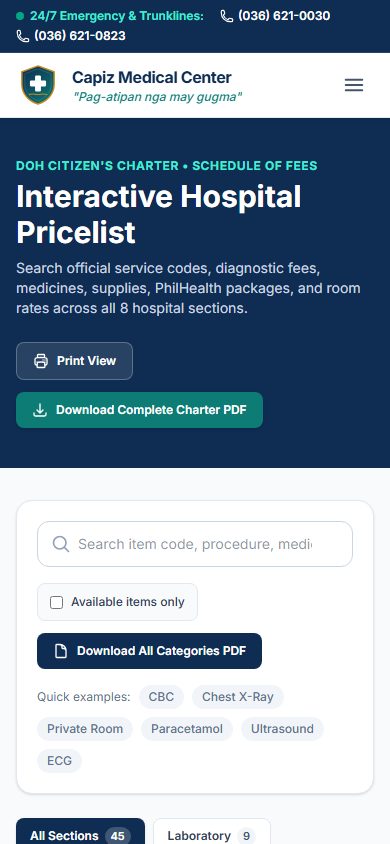 24/7 Emergency & Trunklines: (036) 621-0030
(036) 621-0823
Capiz Medical Center
"Pag-atipan nga may gugma"
DOH CITIZEN'S CHARTER • SCHEDULE OF FEES
Interactive Hospital
Pricelist
Search official service codes, diagnostic fees,
medicines, supplies, PhilHealth packages, and room
rates across all 8 hospital sections.
Print View
Download Complete Charter PDF
Search item code, procedure, medi
Available items only
Download All Categories PDF
Quick examples: CBC Chest X-Ray
Private Room Paracetamol Ultrasound
ECG
All Sections 45 Laboratory 9